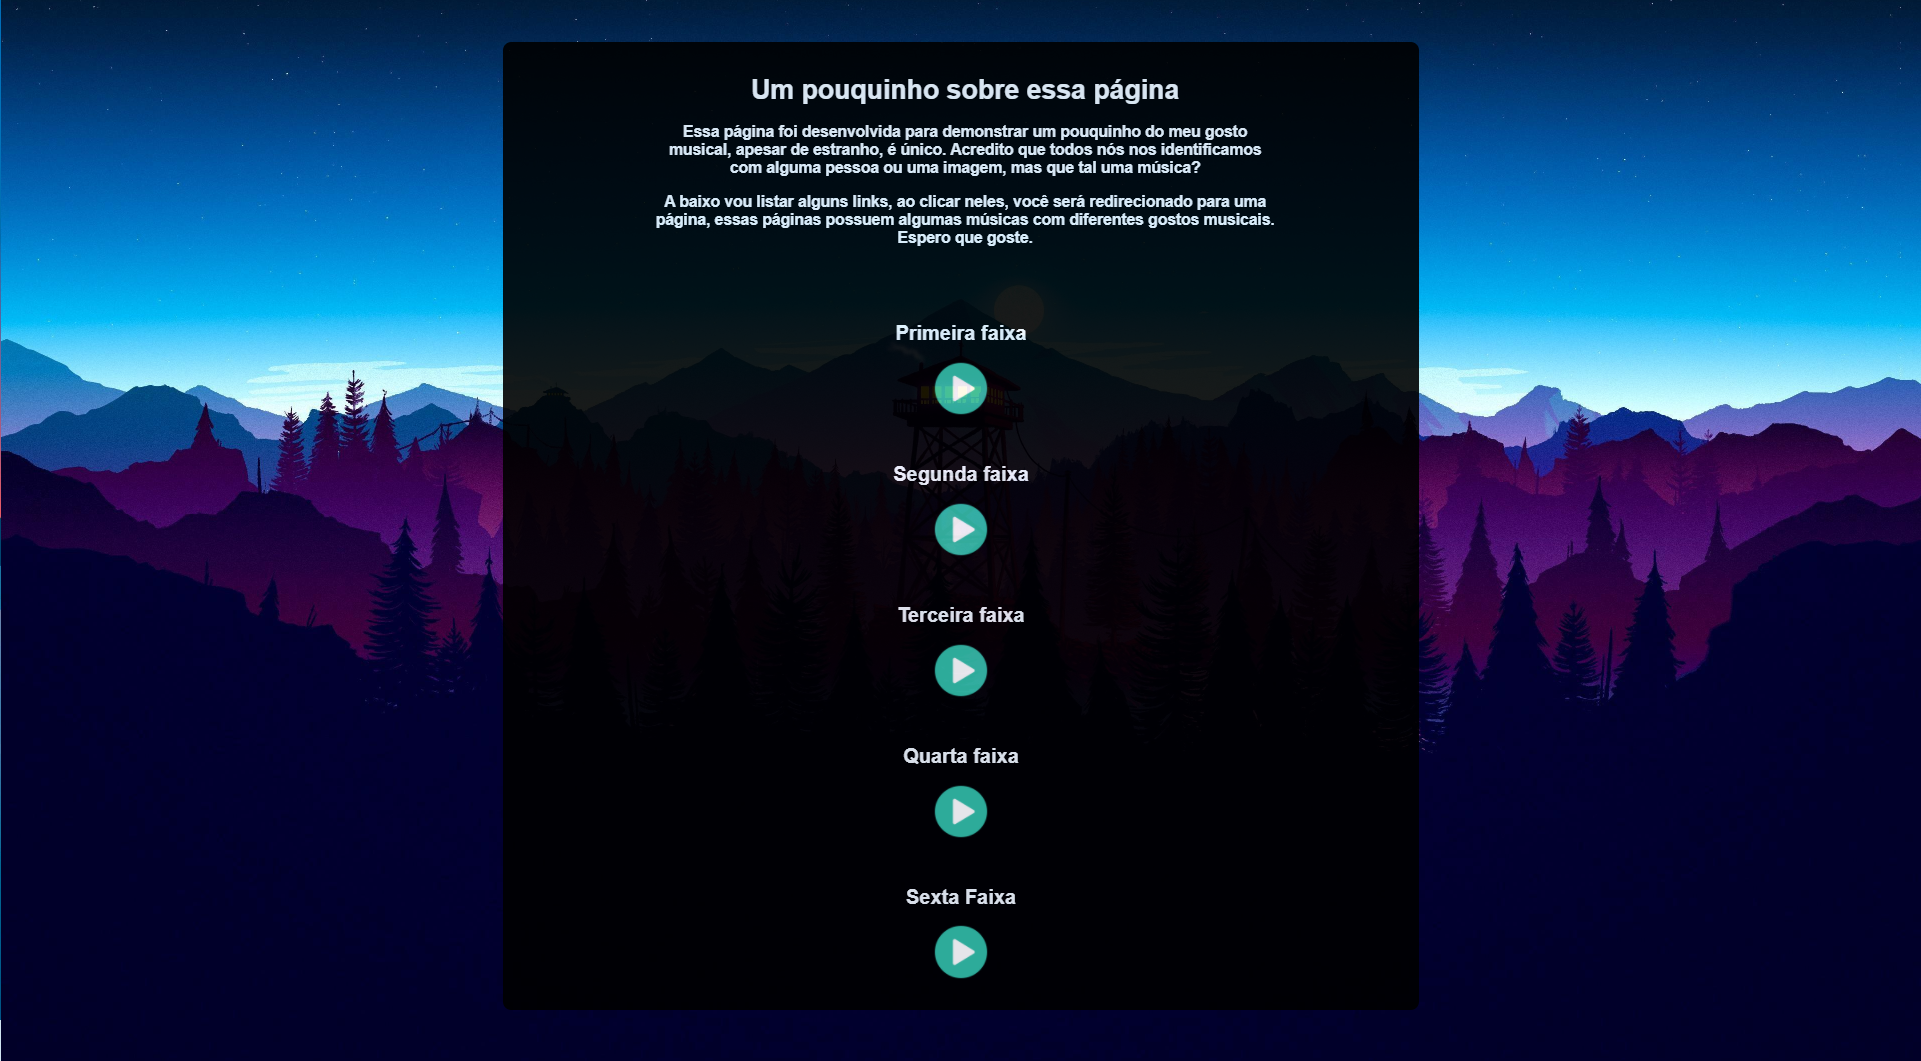 Um pouquinho sobre essa página
Essa página foi desenvolvida para demonstrar um pouquinho do meu gosto
musical, apesar de estranho, é único. Acredito que todos nós nos identificamos
com alguma pessoa ou uma imagem, mas que tal uma música?
A baixo vou listar alguns links, ao clicar neles, você será redirecionado para uma
página, essas páginas possuem algumas músicas com diferentes gostos musicais.
Espero que goste.
Primeira faixa
Segunda faixa
Terceira faixa
Quarta faixa
Sexta Faixa